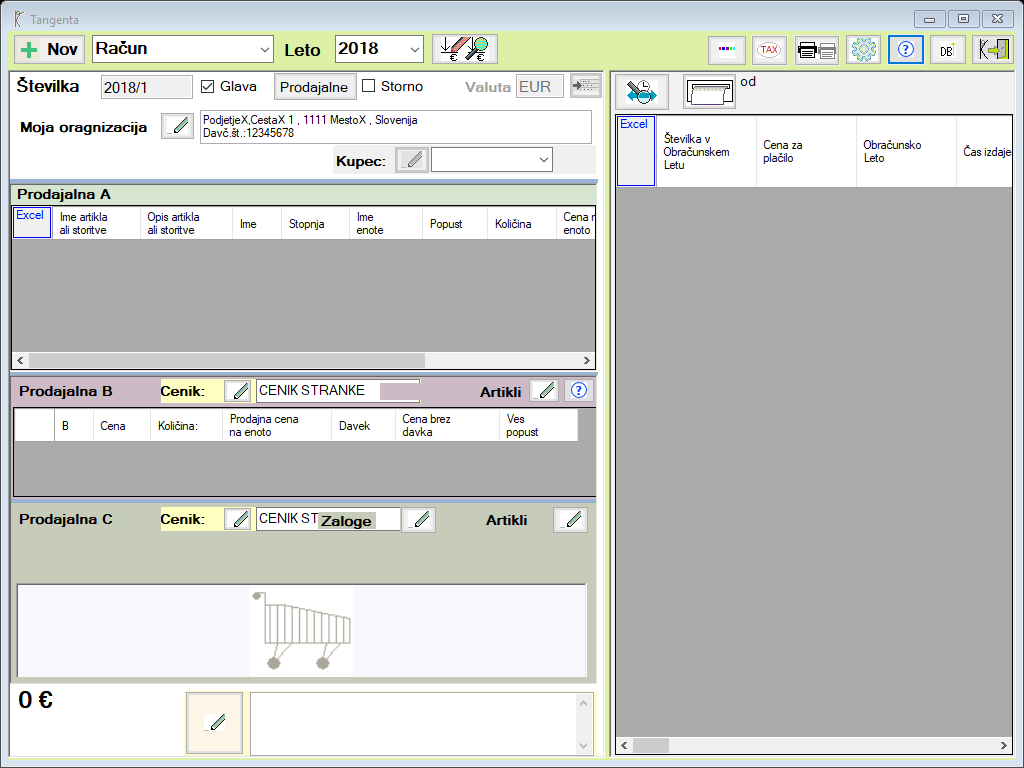 Tangenta
Nov
Račun
Leto
2018
TAX
DB
Številka
2018/1
Glava
Prodajalne
Storno
Valuta
EUR
Moja oragnizacija
PodjetjeX,CestaX 1 , 1111 MestoX , Slovenija
Davč.št.:12345678
Kupec:
Prodajalna A
Excel
Ime artikla
ali storitve
Opis artikla
ali storitve
Ime
Stopnja
Ime
enote
Popust
Količina
Cena n
enoto
Prodajalna B
Cenik:
CENIK STRANKE
Artikli
B
Cena
Količina:
Prodajna cena
na enoto
Davek
Cena brez
davka
Ves
popust
Prodajalna C
Cenik:
CENIK ST
Zaloge
Artikli
0 €
od
Excel
Številka v
Obračunskem
Letu
Cena za
plačilo
Obračunsko
Leto
Čas izdaje